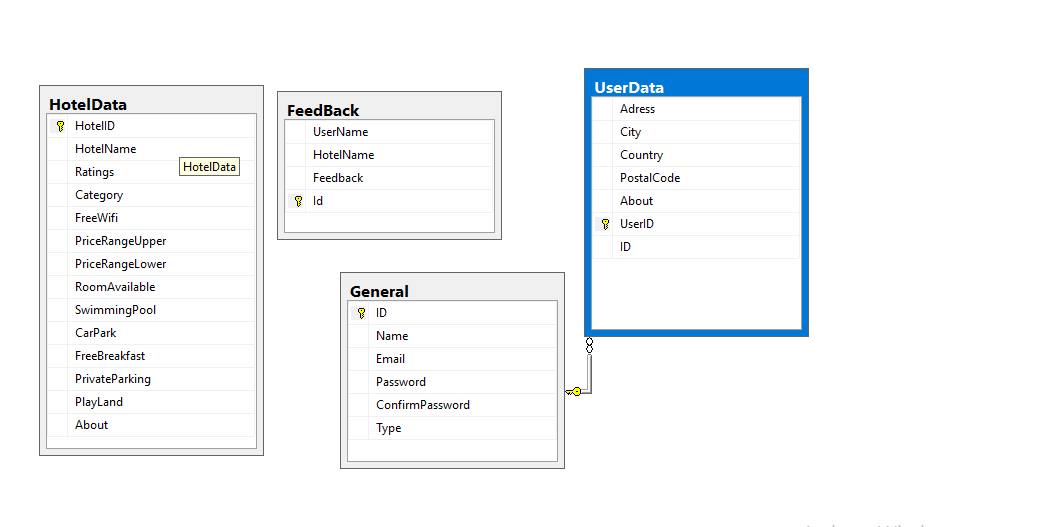 HotelData
HotelID
HotelName
Ratings
HotelData
Category
FreeWifi
PriceRangeUpper
PriceRangeLower
RoomAvailable
SwimmingPool
CarPark
FreeBreakfast
PrivateParking
PlayLand
About
FeedBack
UserName
HotelName
Feedback
Id
General
ID
Name
Email
Password
ConfirmPassword
Type
UserData
Adress
City
Country
PostalCode
About
UserID
ID